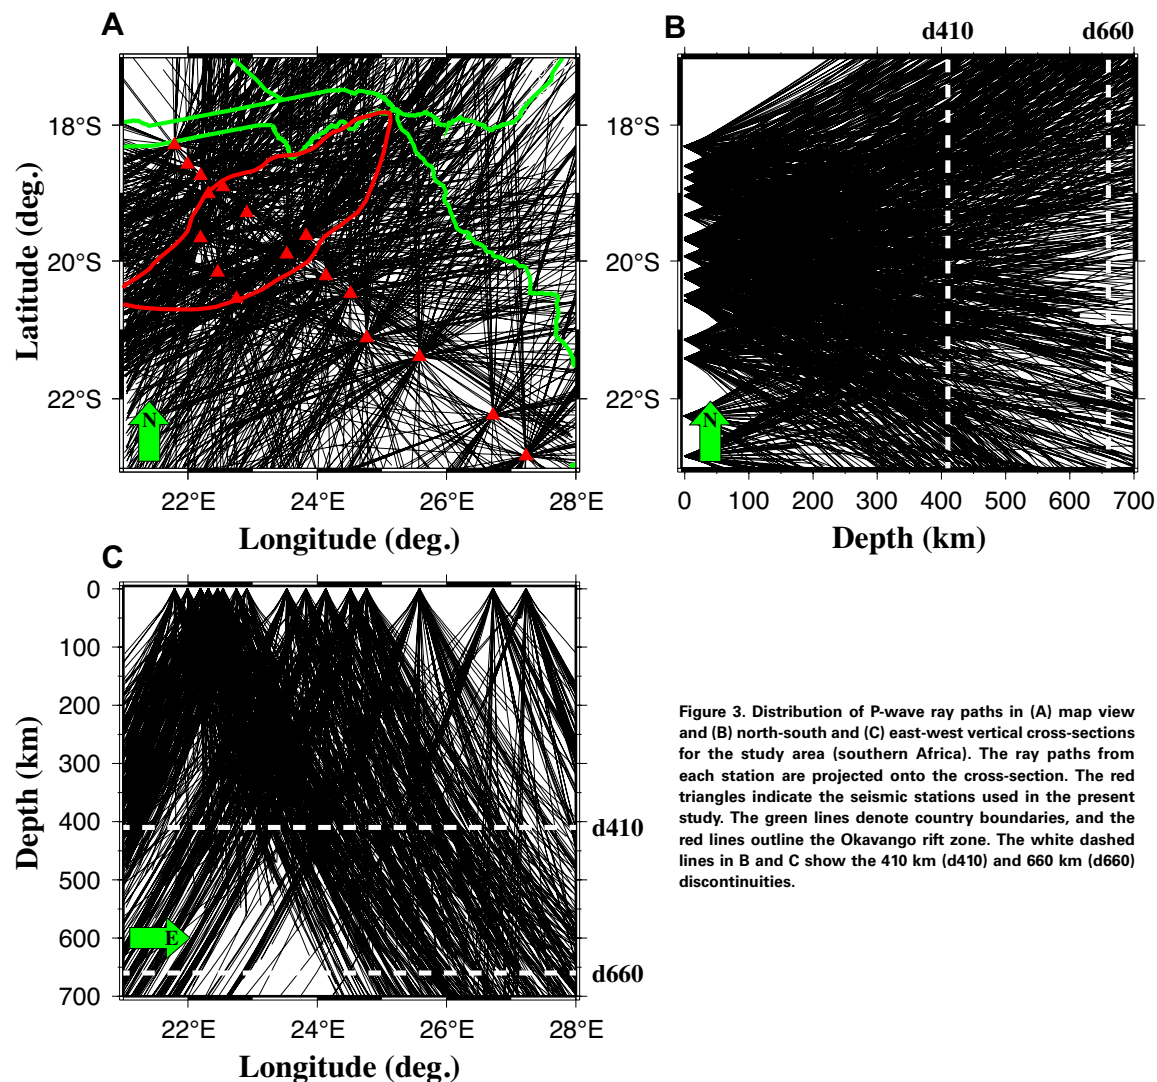 A
18°S
20°S
22°S
Latitude (deg.)
N
22°E
24°E
26°E
28°E
Longitude (deg.)
B
d410
d660
18°S
20°S
22°S
N
0
100
200
300
400
500
600
700
Depth (km)
C
0
100
200
300
400
500
600
700
Depth (km)
d410
d660
E
22°E
24°E
26°E
28°E
Longitude (deg.)
Figure 3. Distribution of P-wave ray paths in (A) map view
and (B) north-south and (C) east-west vertical cross-sections
for the study area (southern Africa). The ray paths from
each station are projected onto the cross-section. The red
triangles indicate the seismic stations used in the present
study. The green lines denote country boundaries, and the
red lines outline the Okavango rift zone. The white dashed
lines in B and C show the 410 km (d410) and 660 km (d660)
discontinuities.